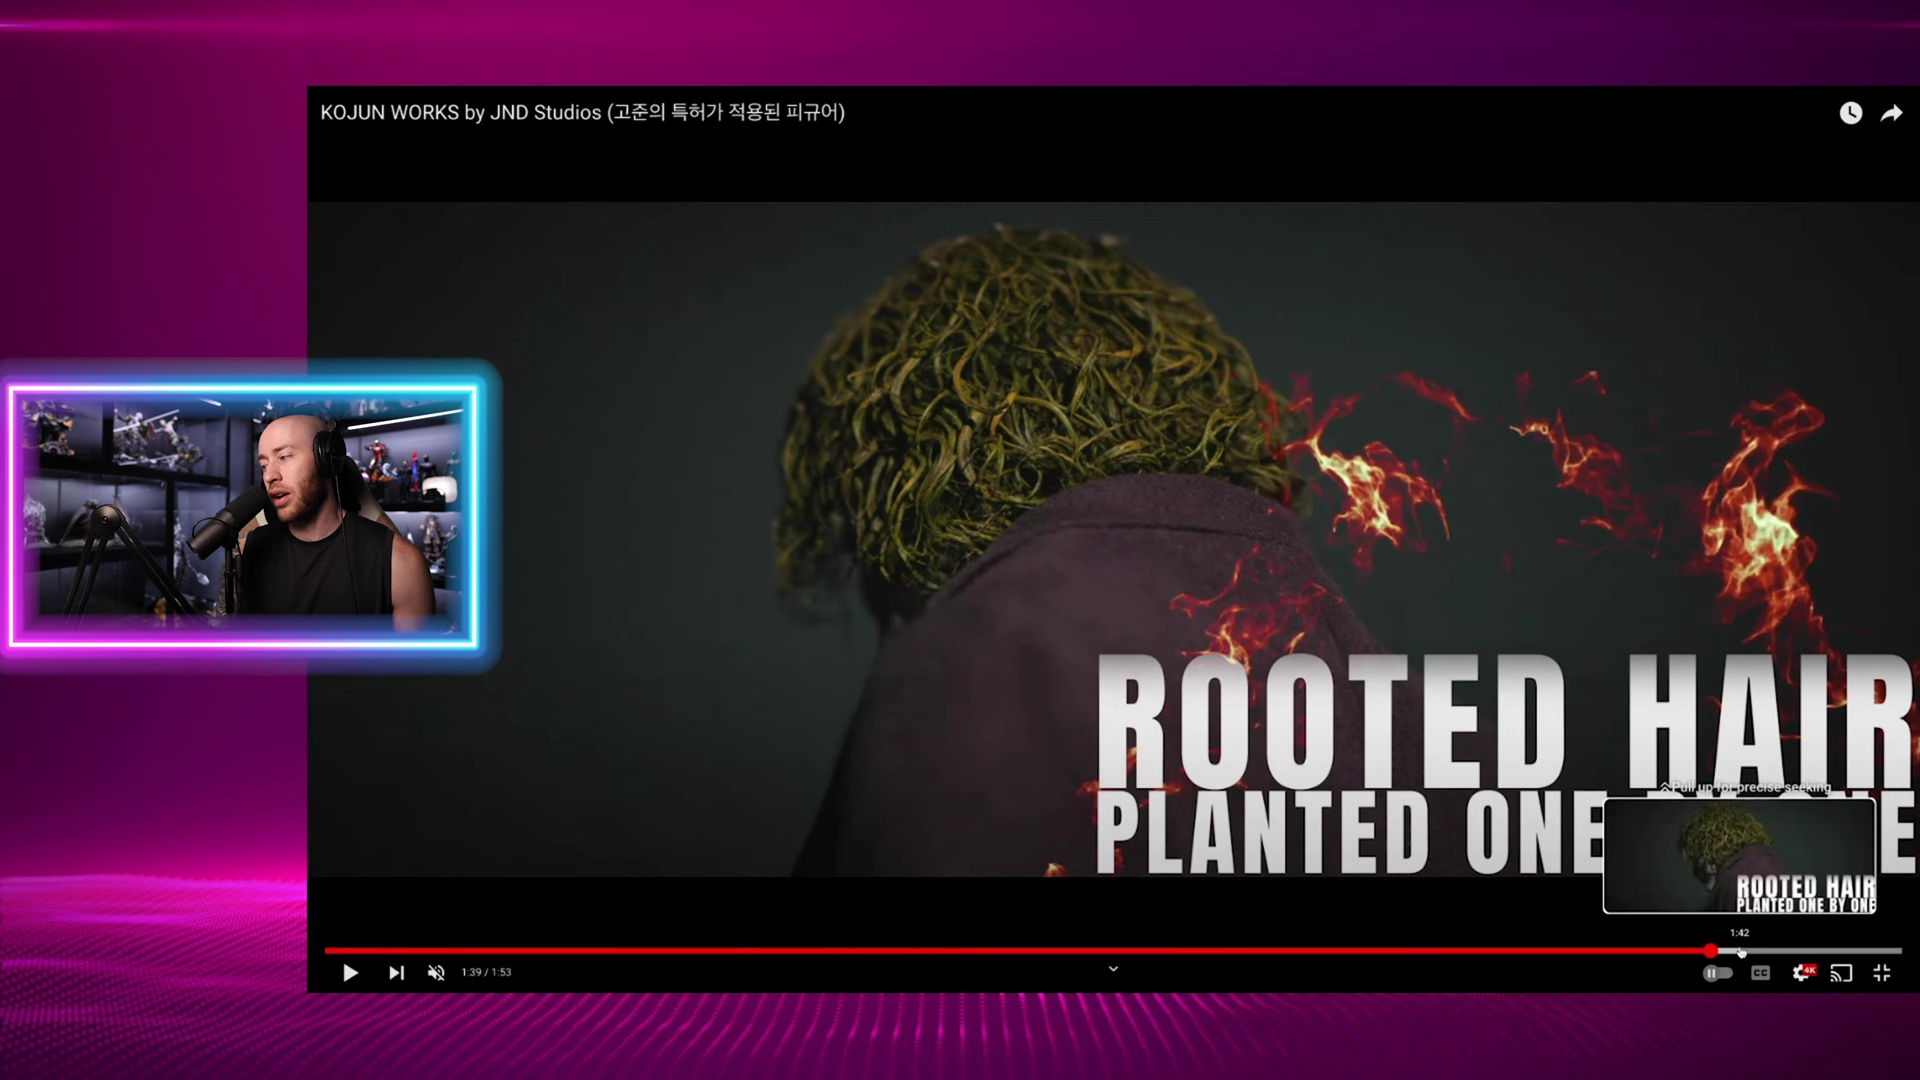 KOJUN WORKS by JND Studios (고준의 특허가 적용된 피규어)
ROOTED HAIR
Pull up for precise seeking
PLANTED ONE
E
ROOTED HAIR
PLANTED ONE BY ONE
1:42
1:39 / 1:53
CC
4K